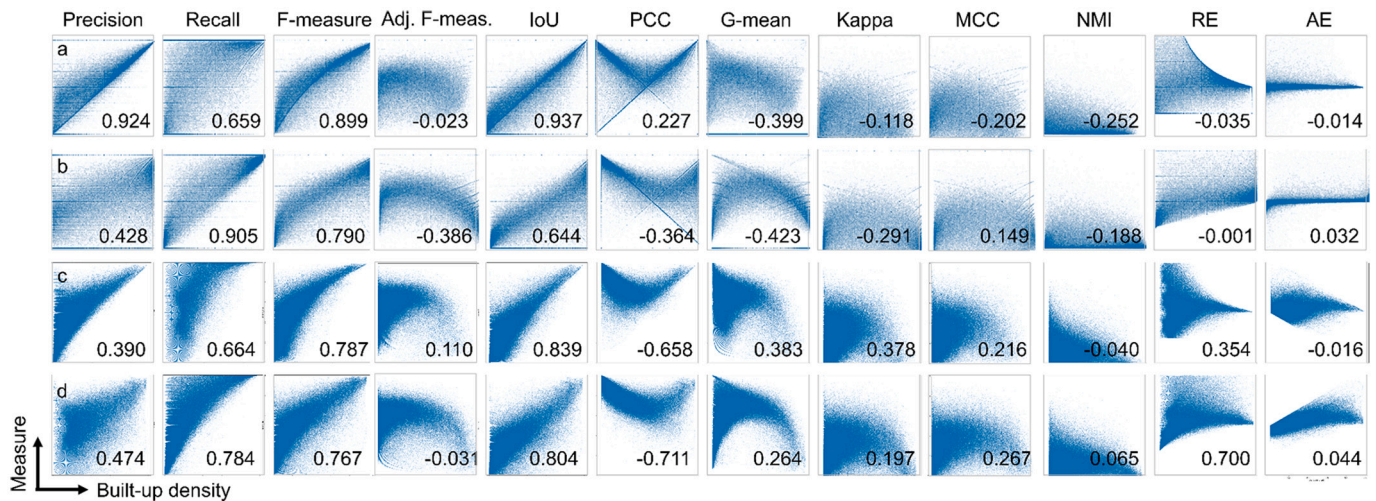 Precision Recall F-measure Adj. F-meas. IoU PCC G-mean Kappa MCC NMI RE AE
a
0.924 0.659 0.899 -0.023 0.937 0.227 -0.399 -0.118 -0.202 -0.252 -0.035 -0.014
b
0.428 0.905 0.790 -0.386 0.644 -0.364 -0.423 -0.291 0.149 -0.188 -0.001 0.032
c
0.390 0.664 0.787 0.110 0.839 -0.658 0.383 0.378 0.216 -0.040 0.354 -0.016
d
0.474 0.784 0.767 -0.031 0.804 -0.711 0.264 0.197 0.267 0.065 0.700 0.044
Measure
Built-up density